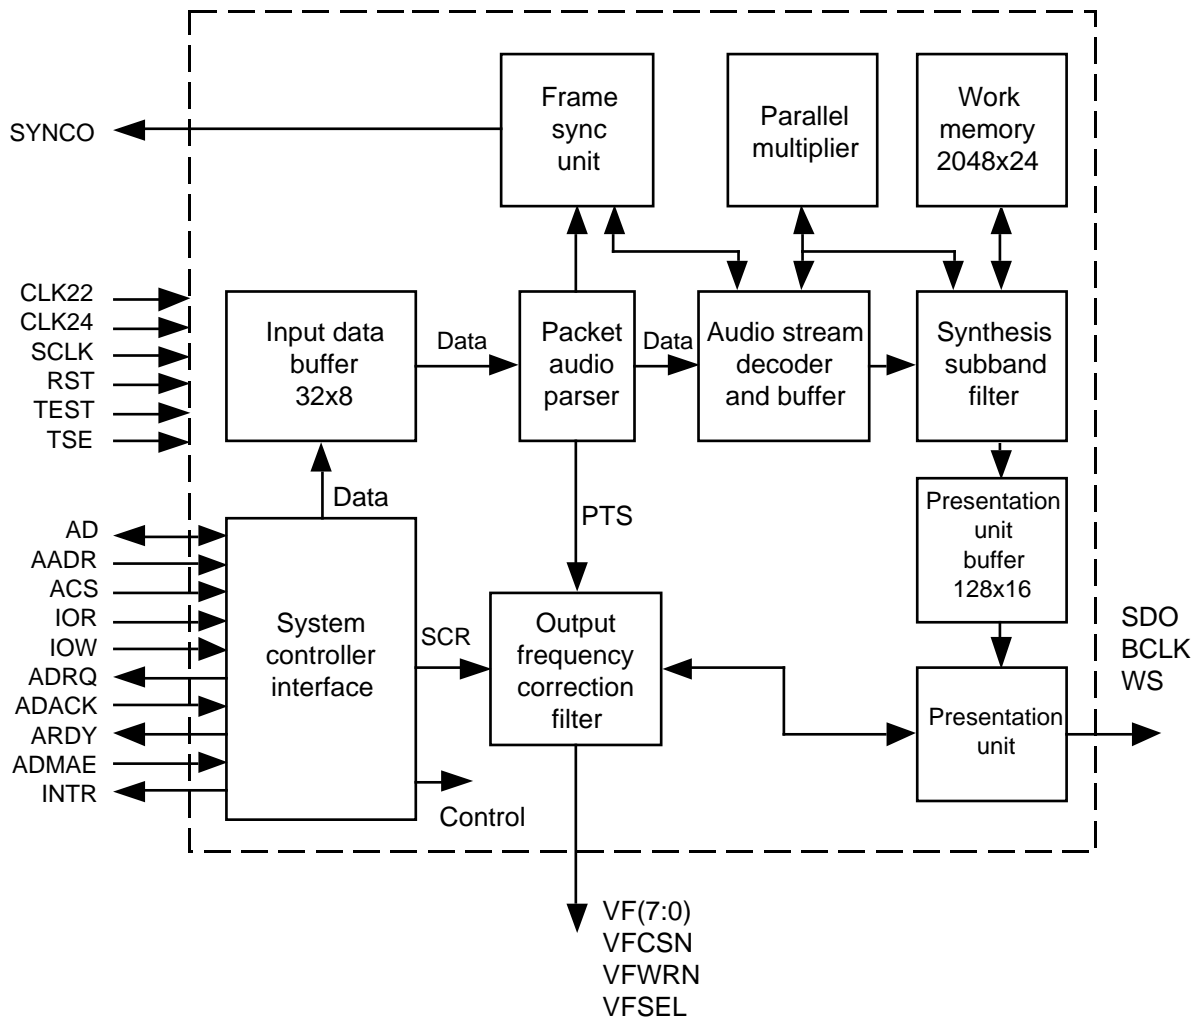 Frame
sync
unit
Parallel
multiplier
Work
memory
2048x24
SYNCO
CLK22
CLK24
SCLK
RST
TEST
TSE
Input data
buffer
32x8
Data
Packet
audio
parser
Data
Audio stream
decoder
and buffer
Synthesis
subband
filter
Data
PTS
Presentation
unit
buffer
128x16
AD
AADR
ACS
IOR
IOW
ADRQ
ADACK
ARDY
ADMAE
INTR
System
controller
interface
SCR
Output
frequency
correction
filter
Presentation
unit
SDO
BCLK
WS
Control
VF(7:0)
VFCSN
VFWRN
VFSEL